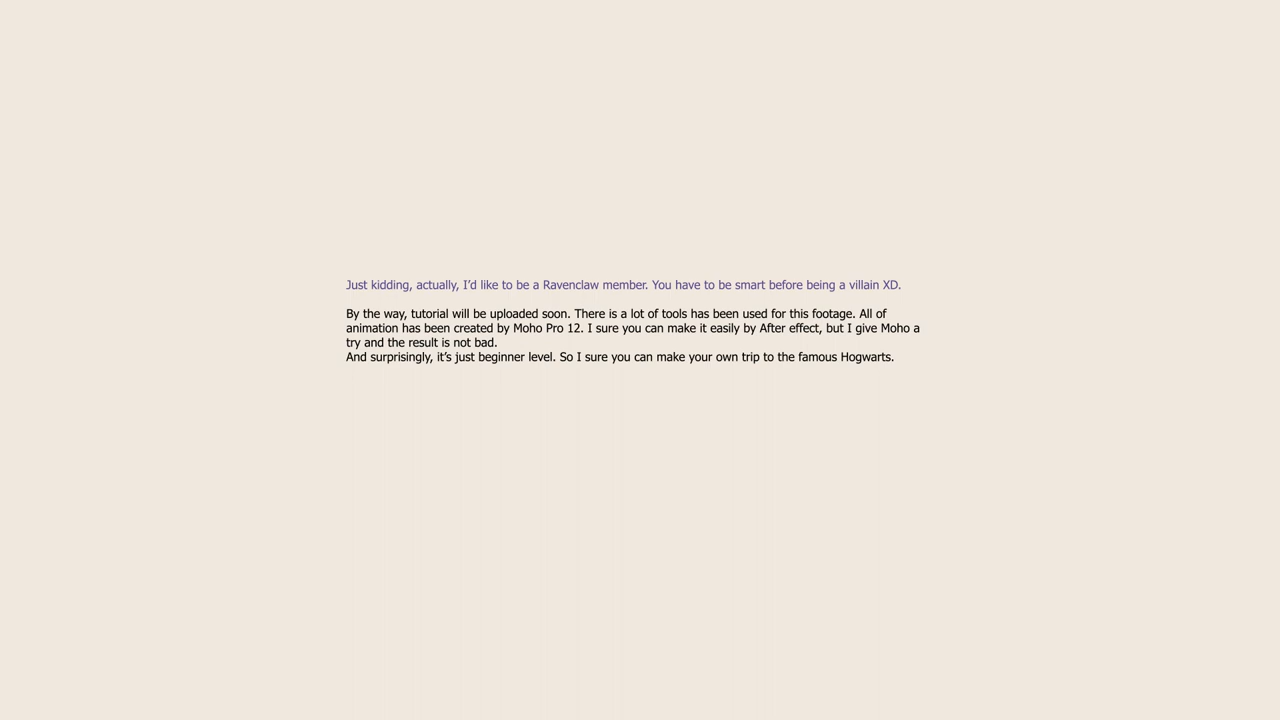 Just kidding, actually, I’d like to be a Ravenclaw member. You have to be smart before being a villain XD.
By the way, tutorial will be uploaded soon. There is a lot of tools has been used for this footage. All of
animation has been created by Moho Pro 12. I sure you can make it easily by After effect, but I give Moho a
try and the result is not bad.
And surprisingly, it’s just beginner level. So I sure you can make your own trip to the famous Hogwarts.